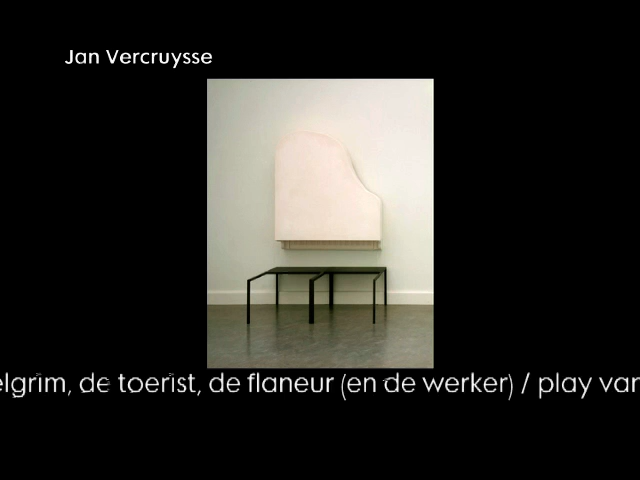 Jan Vercruysse
elgrim, de toerist, de flaneur (en de werker) / play van